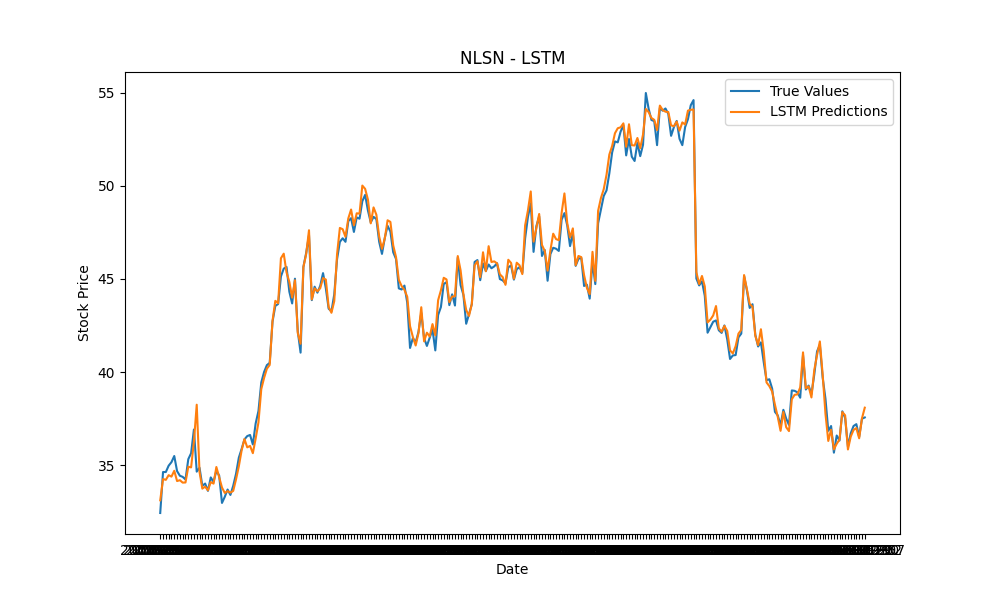 NLSN - LSTM
True Values
LSTM Predictions
55
50
45
40
35
Stock Price
Date